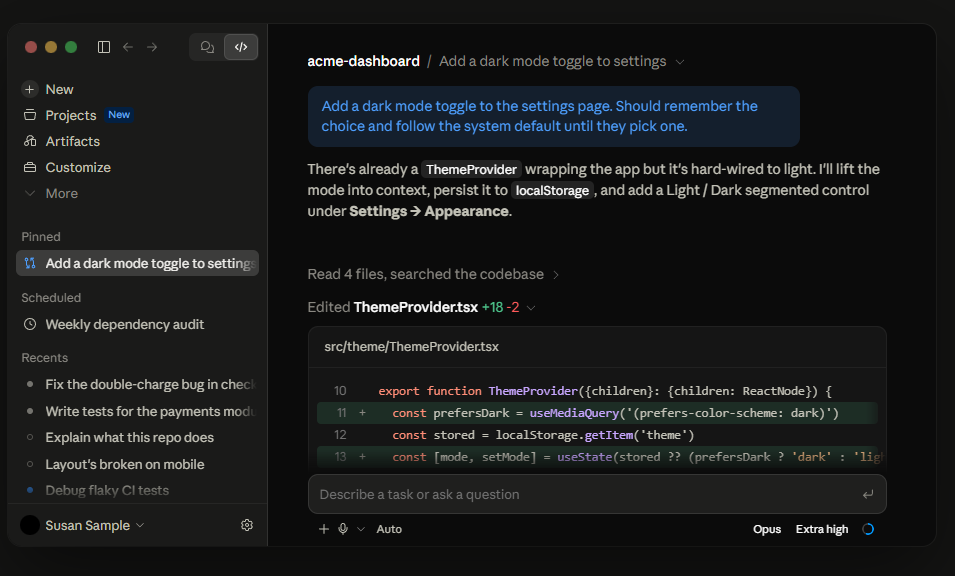 New
Projects New
Artifacts
Customize
More
Pinned
Add a dark mode toggle to settings
Scheduled
Weekly dependency audit
Recents
Fix the double-charge bug in chec
Write tests for the payments modu
Explain what this repo does
Layout's broken on mobile
Debug flaky CI tests
Susan Sample
acme-dashboard / Add a dark mode toggle to settings
Add a dark mode toggle to the settings page. Should remember the
choice and follow the system default until they pick one.
There's already a ThemeProvider wrapping the app but it's hard-wired to light. I'll lift the
mode into context, persist it to localStorage, and add a Light / Dark segmented control
under Settings → Appearance.
Read 4 files, searched the codebase
Edited ThemeProvider.tsx +18 -2
src/theme/ThemeProvider.tsx
10 export function ThemeProvider({children}: {children: ReactNode}) {
11 + const prefersDark = useMediaQuery('(prefers-color-scheme: dark)')
12 const stored = localStorage.getItem('theme')
13 + const [mode, setMode] = useState(stored ?? (prefersDark ? 'dark' : 'ligh
Describe a task or ask a question
Auto
Opus Extra high